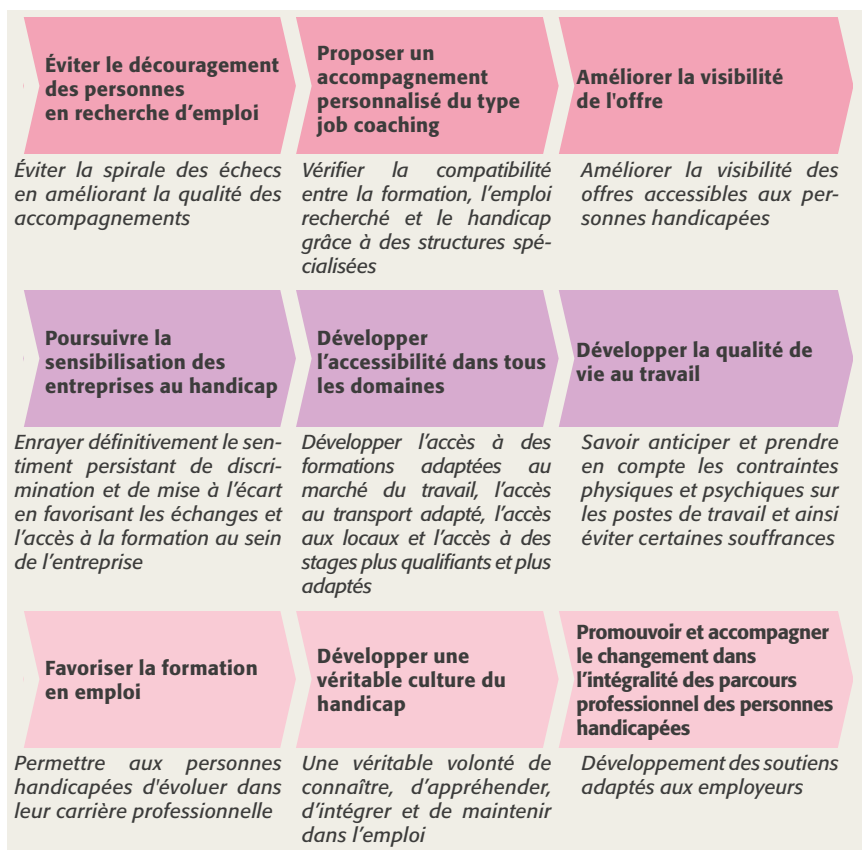 Éviter le découragement
des personnes
en recherche d'emploi
Éviter la spirale des échecs
en améliorant la qualité des
accompagnements
Proposer un
accompagnement
personnalisé du type
job coaching
Vérifier la compatibilité
entre la formation, l'emploi
recherché et le handicap
grâce à des structures spé-
cialisées
Améliorer la visibilité
de l'offre
Améliorer la visibilité des
offres accessibles aux per-
sonnes handicapées
Poursuivre la
sensibilisation des
entreprises au handicap
Enrayer définitivement le sen-
timent persistant de discri-
mination et de mise à l'écart
en favorisant les échanges et
l'accès à la formation au sein
de l'entreprise
Développer
l'accessibilité dans tous
les domaines
Développer l'accès à des
formations adaptées au
marché du travail, l'accès
au transport adapté, l'accès
aux locaux et l'accès à des
stages plus qualifiants et plus
adaptés
Développer la qualité de
vie au travail
Savoir anticiper et prendre
en compte les contraintes
physiques et psychiques sur
les postes de travail et ainsi
éviter certaines souffrances
Favoriser la formation
en emploi
Permettre aux personnes
handicapées d'évoluer dans
leur carrière professionnelle
Développer une
véritable culture du
handicap
Une véritable volonté de
connaître, d'appréhender,
d'intégrer et de maintenir
dans l'emploi
Promouvoir et accompagner
le changement dans
l'intégralité des parcours
professionnel des personnes
handicapées
Développement des soutiens
adaptés aux employeurs